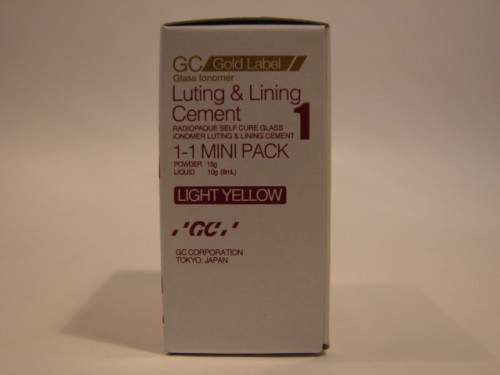 GC Gold Label
Glass Ionomer
Luting & Lining
Cement 1
RADIOPAQUE SELF CURE GLASS
IONOMER LUTING & LINING CEMENT
1-1 MINI PACK
POWDER 15g
LIQUID 10g (8mL)
LIGHT YELLOW
GC
GC CORPORATION
TOKYO, JAPAN